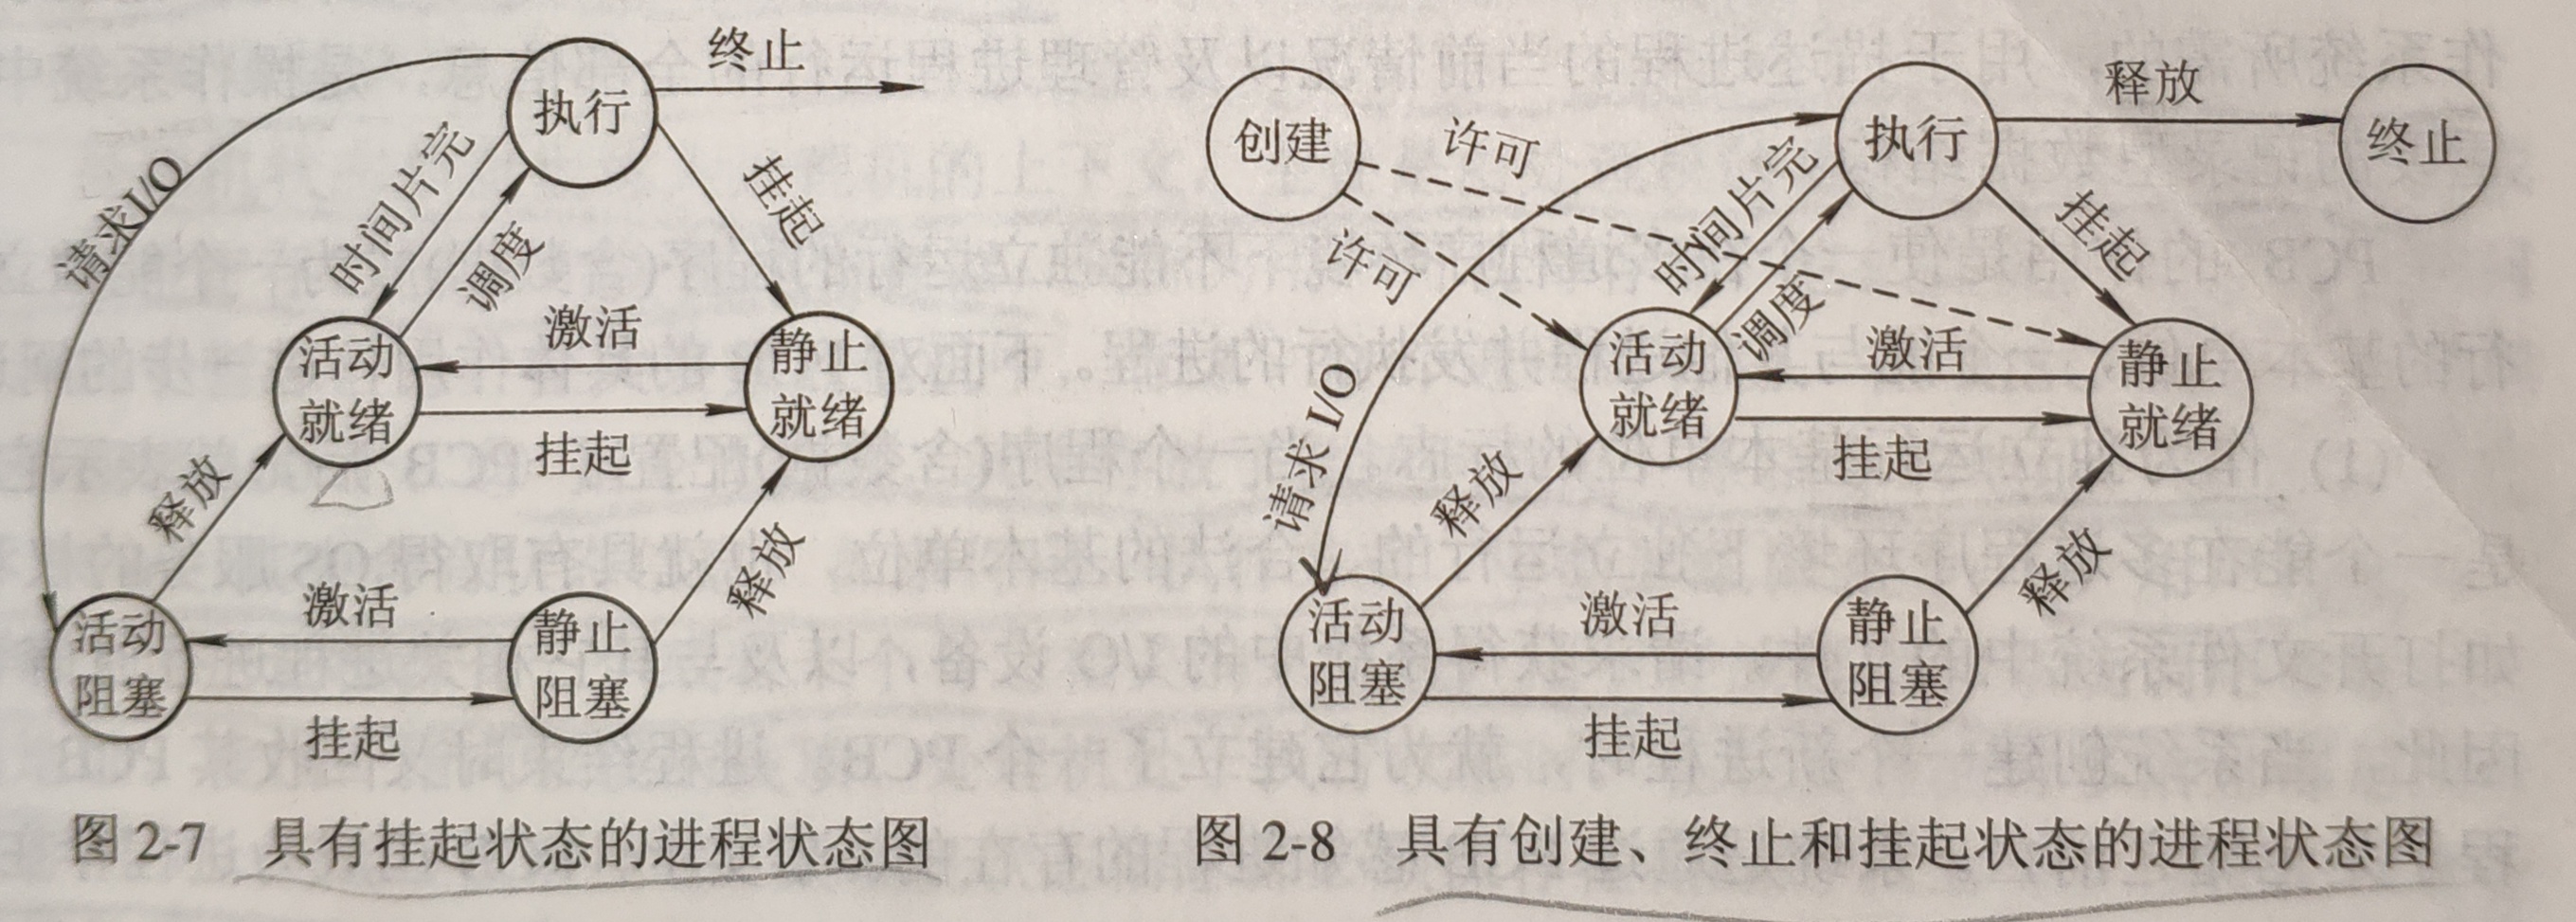 终止
执行
请求I/O
时间片完
调度
挂起
活动
就绪
激活
挂起
静止
就绪
释放
释放
活动
阻塞
激活
挂起
静止
阻塞
图 2-7 具有挂起状态的进程状态图
创建
许可
许可
执行
释放
终止
请求 I/O
时间片完
调度
挂起
活动
就绪
激活
挂起
静止
就绪
释放
释放
活动
阻塞
激活
挂起
静止
阻塞
图 2-8 具有创建、终止和挂起状态的进程状态图